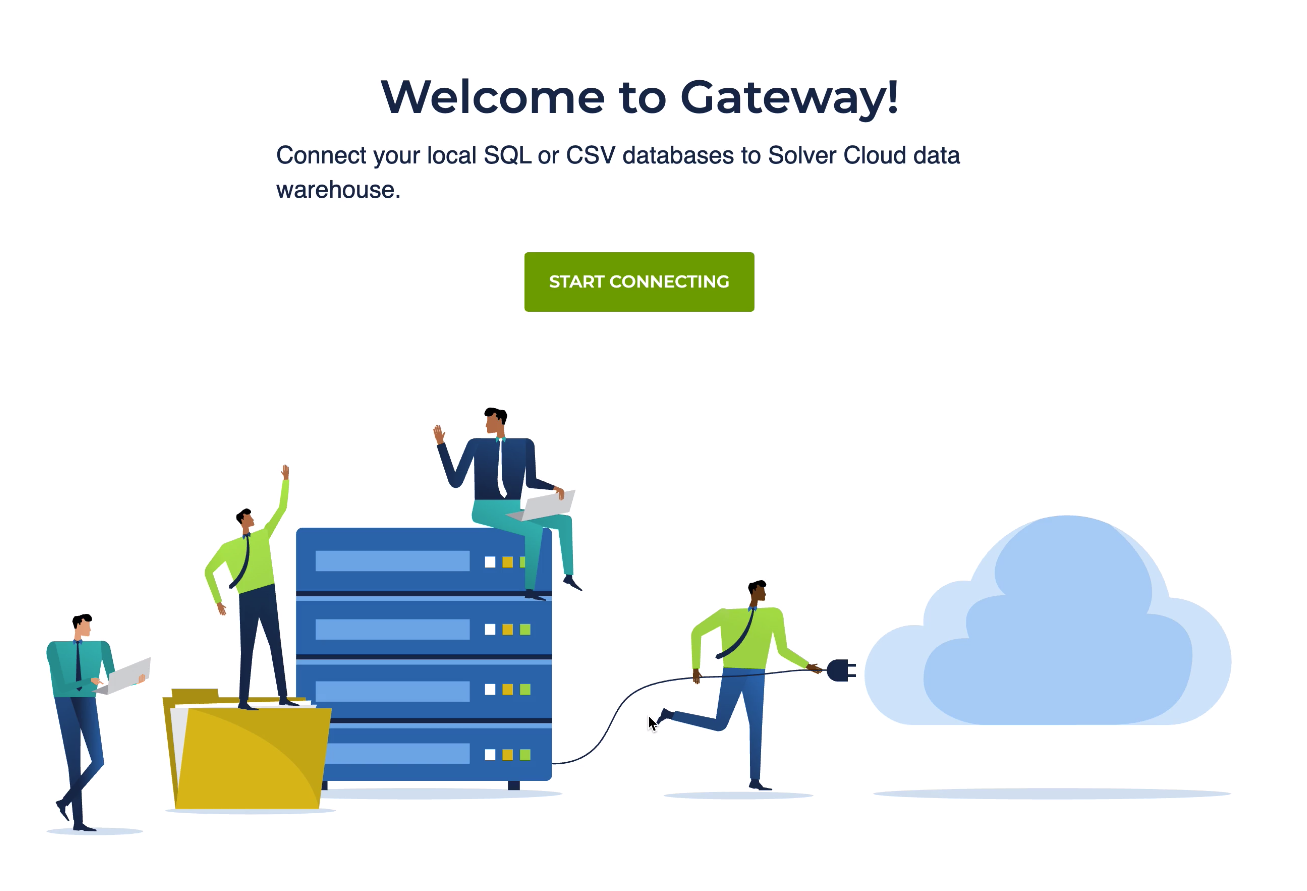 Welcome to Gateway!
Connect your local SQL or CSV databases to Solver Cloud data
warehouse.
START CONNECTING